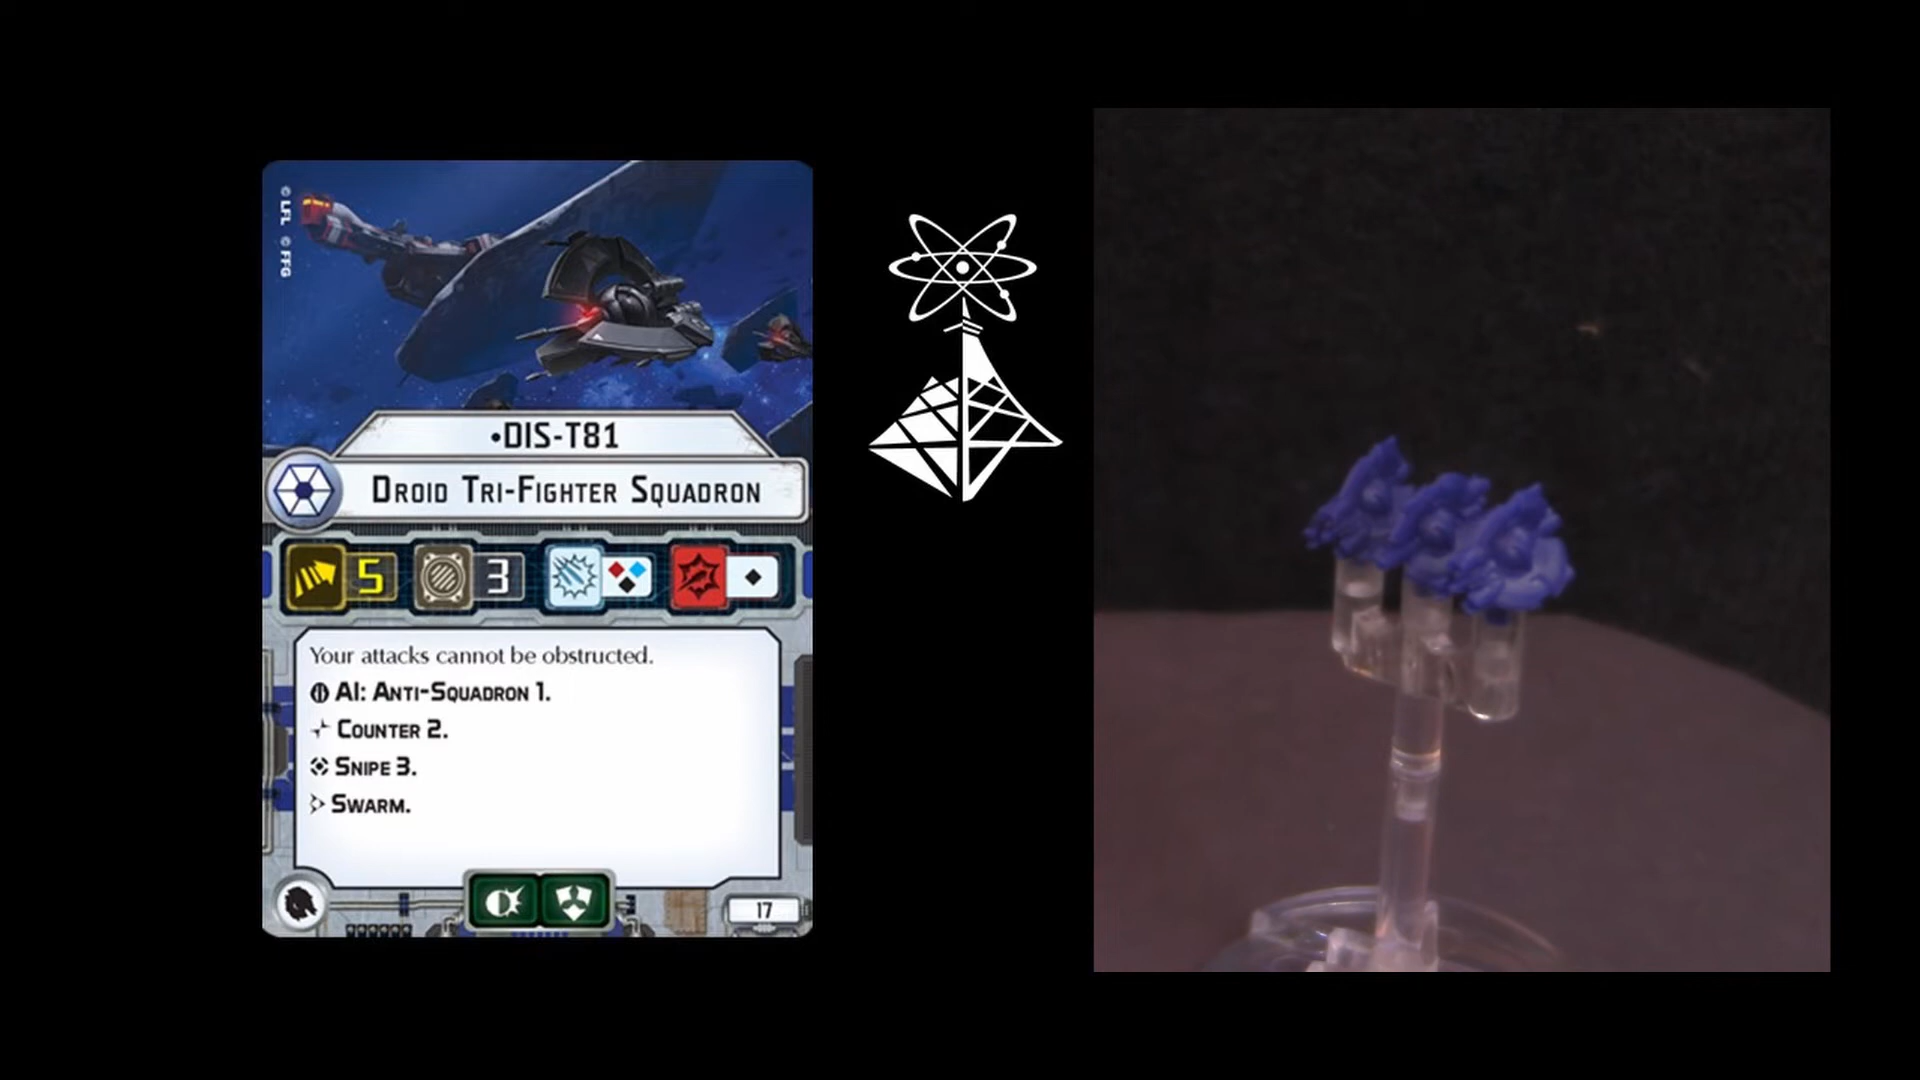 © LFL © FFG
•DIS-T81
Droid Tri-Fighter Squadron
5
3
Your attacks cannot be obstructed.
AI: Anti-Squadron 1.
Counter 2.
Snipe 3.
Swarm.
17